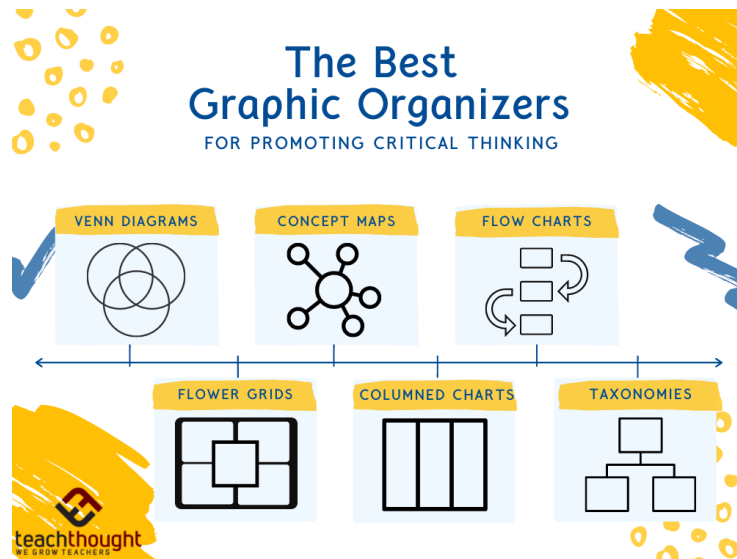 The Best
Graphic Organizers
FOR PROMOTING CRITICAL THINKING
VENN DIAGRAMS
CONCEPT MAPS
FLOW CHARTS
FLOWER GRIDS
COLUMNED CHARTS
TAXONOMIES
teachthought
WE GROW TEACHERS